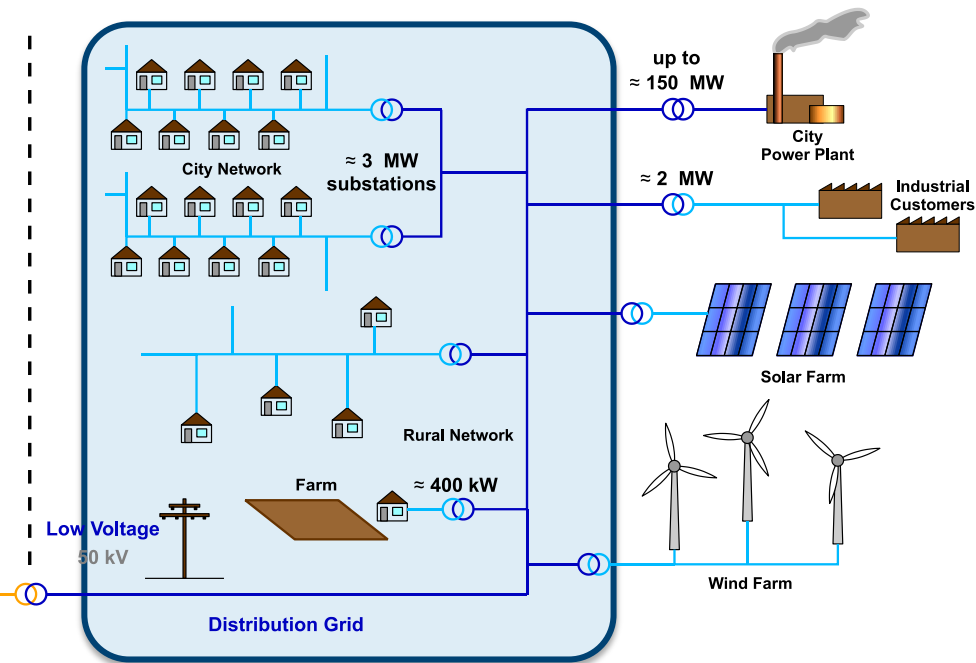 up to
≈ 150 MW
City
Power Plant
City Network
≈ 3 MW
substations
≈ 2 MW
Industrial
Customers
Solar Farm
Rural Network
Farm
≈ 400 kW
Low Voltage
50 kV
Wind Farm
Distribution Grid